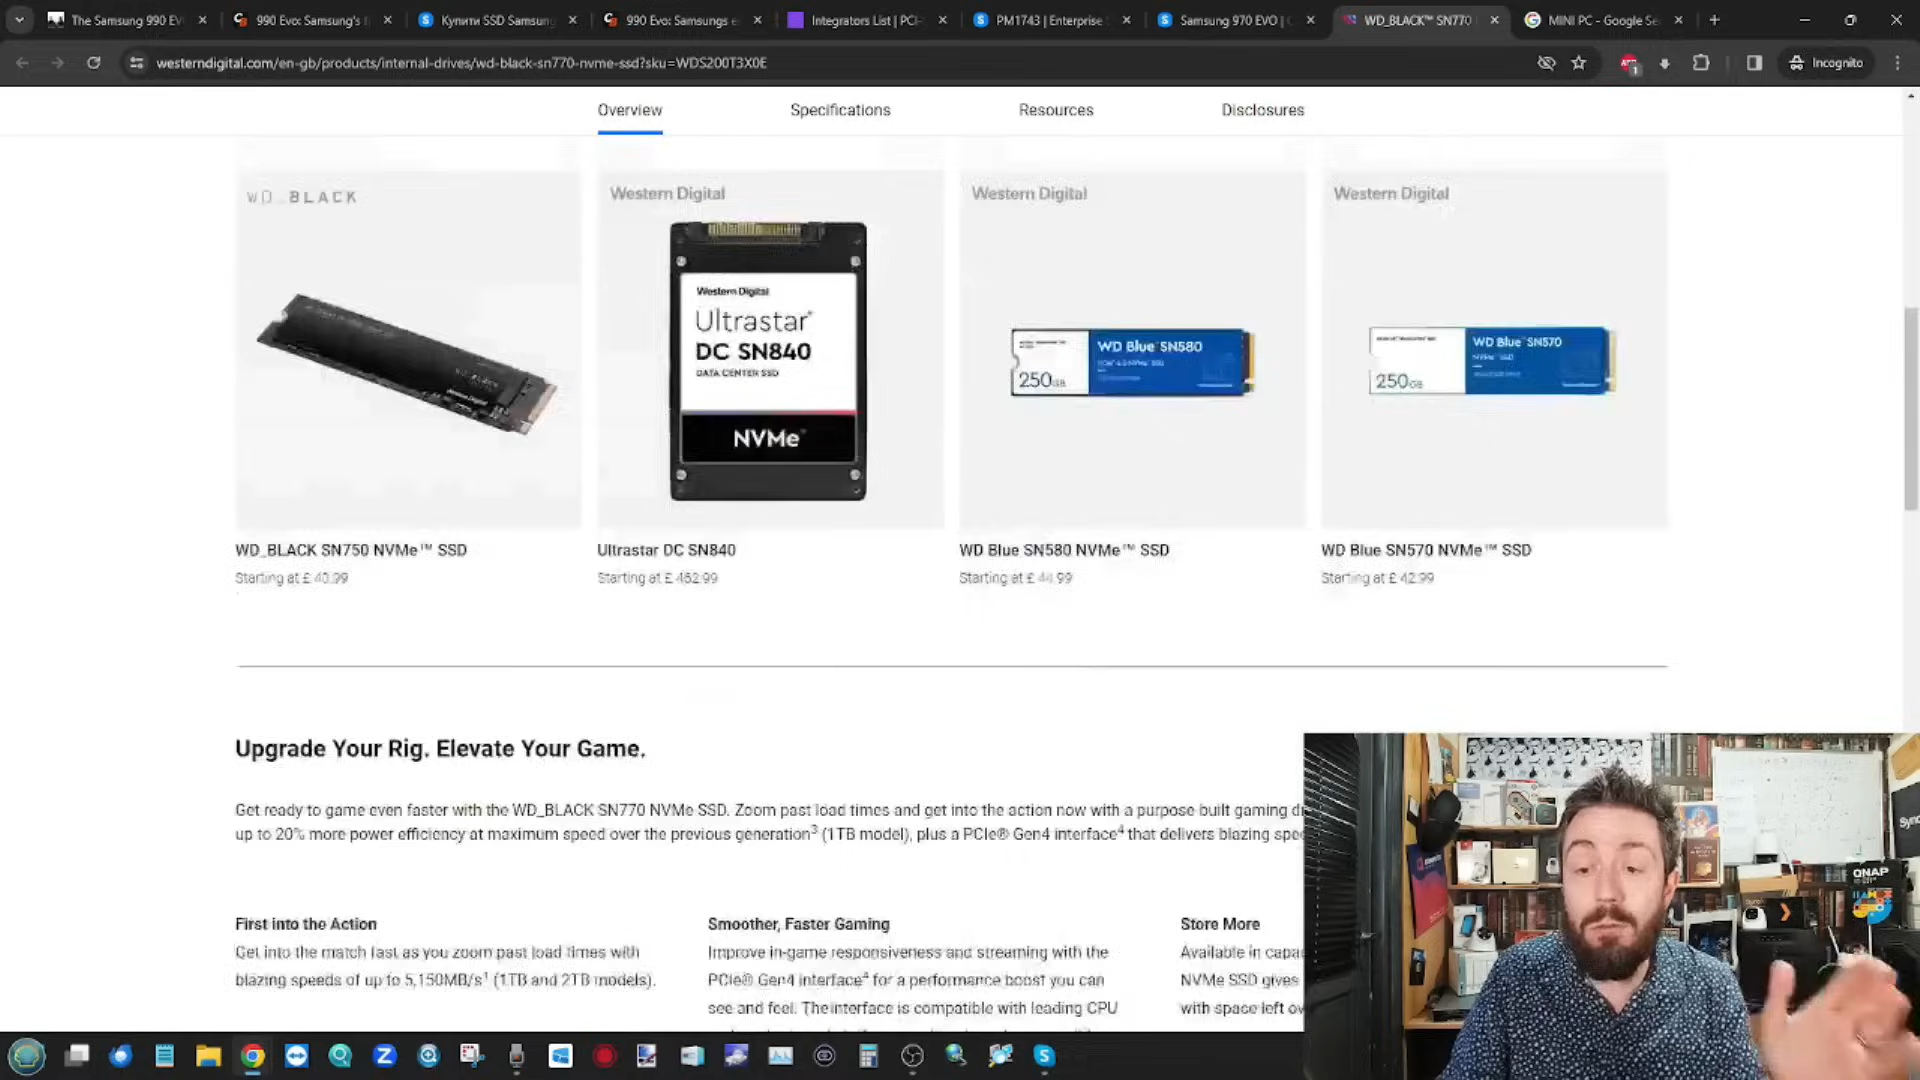 The Samsung 990 EV
990 Evo: Samsung's
Купити SSD Samsung
990 Evo: Samsungs e
Integrators List | PCI-
PM1743 | Enterprise
Samsung 970 EVO |
WD_BLACK™ SN770
MINI PC - Google Se
westerndigital.com/en-gb/products/internal-drives/wd-black-sn770-nvme-ssd?sku=WDS200T3X0E
1
Incognito
Overview
Specifications
Resources
Disclosures
WD_BLACK
Western Digital
Western Digital
Western Digital
Western Digital
Ultrastar
DC SN840
DATA CENTER SSD
NVMe™
WD Blue SN580
250GB
WD Blue SN570
NVMe™ SSD
250GB
WD_BLACK SN750 NVMe™ SSD
Starting at £ 40.99
Ultrastar DC SN840
Starting at £ 462.99
WD Blue SN580 NVMe™ SSD
Starting at £ 44.99
WD Blue SN570 NVMe™ SSD
Starting at £ 42.99
Upgrade Your Rig. Elevate Your Game.
Get ready to game even faster with the WD_BLACK SN770 NVMe SSD. Zoom past load times and get into the action now with a purpose built gaming
up to 20% more power efficiency at maximum speed over the previous generation³ (1TB model), plus a PCIe® Gen4 interface⁴ that delivers blazing
First into the Action
Get into the match fast as you zoom past load times with
blazing speeds of up to 5,150MB/s¹ (1TB and 2TB models).
Smoother, Faster Gaming
Improve in-game responsiveness and streaming with the
PCIe® Gen4 interface⁴ for a performance boost you can
see and feel. The interface is compatible with leading CPU
Store More
Available in
NVMe SSD gives
with space left
QNAP